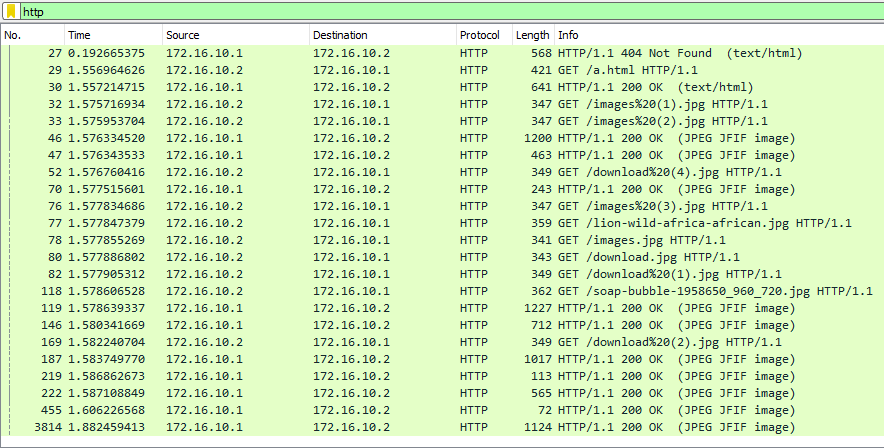 http
No. Time Source Destination Protocol Length Info
27 0.192665375 172.16.10.1 172.16.10.2 HTTP 568 HTTP/1.1 404 Not Found (text/html)
29 1.556964626 172.16.10.2 172.16.10.1 HTTP 421 GET /a.html HTTP/1.1
30 1.557214715 172.16.10.1 172.16.10.2 HTTP 641 HTTP/1.1 200 OK (text/html)
32 1.575716934 172.16.10.2 172.16.10.1 HTTP 347 GET /images%20(1).jpg HTTP/1.1
33 1.575953704 172.16.10.2 172.16.10.1 HTTP 347 GET /images%20(2).jpg HTTP/1.1
46 1.576334520 172.16.10.1 172.16.10.2 HTTP 1200 HTTP/1.1 200 OK (JPEG JFIF image)
47 1.576343533 172.16.10.1 172.16.10.2 HTTP 463 HTTP/1.1 200 OK (JPEG JFIF image)
52 1.576760416 172.16.10.2 172.16.10.1 HTTP 349 GET /download%20(4).jpg HTTP/1.1
70 1.577515601 172.16.10.1 172.16.10.2 HTTP 243 HTTP/1.1 200 OK (JPEG JFIF image)
76 1.577834686 172.16.10.2 172.16.10.1 HTTP 347 GET /images%20(3).jpg HTTP/1.1
77 1.577847379 172.16.10.2 172.16.10.1 HTTP 359 GET /lion-wild-africa-african.jpg HTTP/1.1
78 1.577855269 172.16.10.2 172.16.10.1 HTTP 341 GET /images.jpg HTTP/1.1
80 1.577886802 172.16.10.2 172.16.10.1 HTTP 343 GET /download.jpg HTTP/1.1
82 1.577905312 172.16.10.2 172.16.10.1 HTTP 349 GET /download%20(1).jpg HTTP/1.1
118 1.578606528 172.16.10.2 172.16.10.1 HTTP 362 GET /soap-bubble-1958650_960_720.jpg HTTP/1.1
119 1.578639337 172.16.10.1 172.16.10.2 HTTP 1227 HTTP/1.1 200 OK (JPEG JFIF image)
146 1.580341669 172.16.10.1 172.16.10.2 HTTP 712 HTTP/1.1 200 OK (JPEG JFIF image)
169 1.582240704 172.16.10.2 172.16.10.1 HTTP 349 GET /download%20(2).jpg HTTP/1.1
187 1.583749770 172.16.10.1 172.16.10.2 HTTP 1017 HTTP/1.1 200 OK (JPEG JFIF image)
219 1.586862673 172.16.10.1 172.16.10.2 HTTP 113 HTTP/1.1 200 OK (JPEG JFIF image)
222 1.587108849 172.16.10.1 172.16.10.2 HTTP 565 HTTP/1.1 200 OK (JPEG JFIF image)
455 1.606226568 172.16.10.1 172.16.10.2 HTTP 72 HTTP/1.1 200 OK (JPEG JFIF image)
3814 1.882459413 172.16.10.1 172.16.10.2 HTTP 1124 HTTP/1.1 200 OK (JPEG JFIF image)